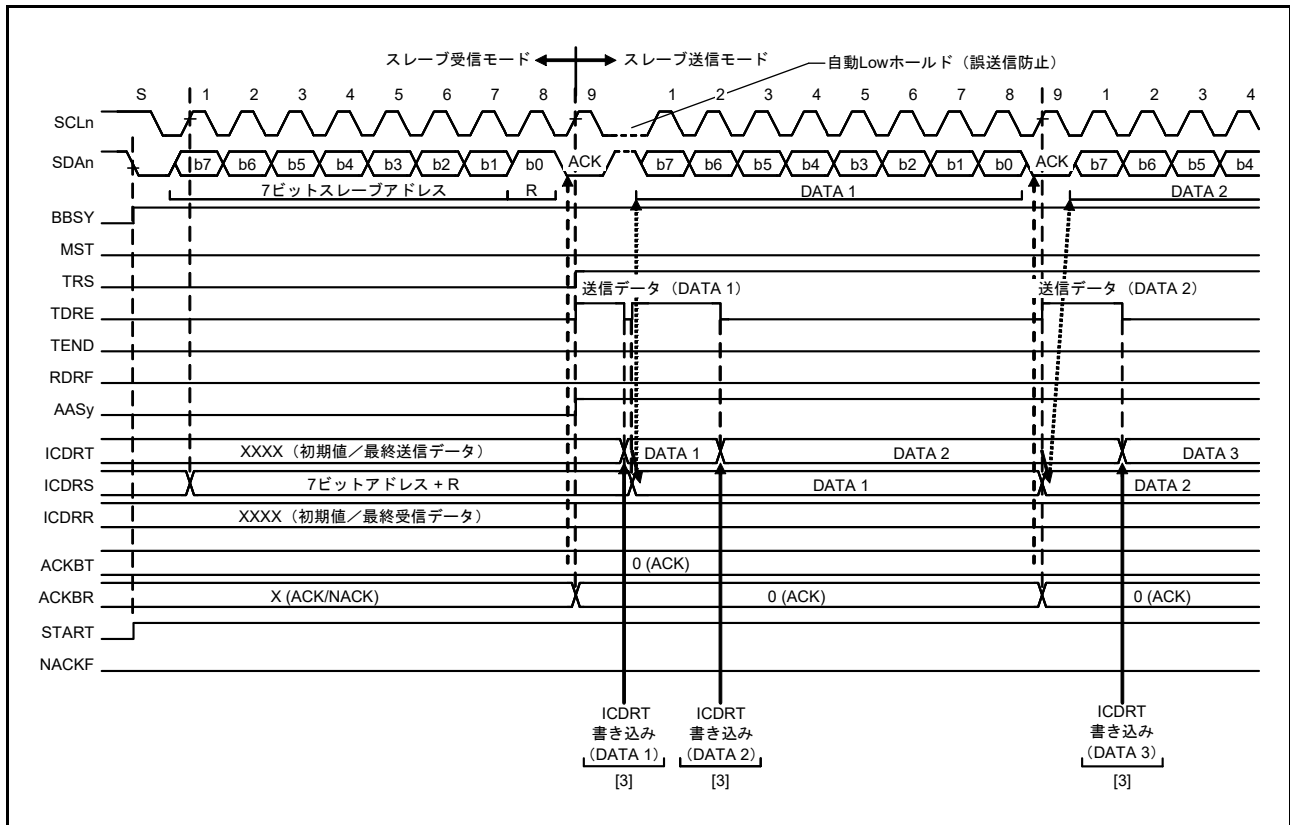 スレーブ受信モード スレーブ送信モード 自動Lowホールド（誤送信防止）
S 1 2 3 4 5 6 7 8 9 1 2 3 4 5 6 7 8 9 1 2 3 4
SCLn
SDAn b7 b6 b5 b4 b3 b2 b1 b0 ACK b7 b6 b5 b4 b3 b2 b1 b0 ACK b7 b6 b5 b4
7ビットスレーブアドレス R DATA 1 DATA 2
BBSY
MST
TRS
送信データ（DATA 1） 送信データ（DATA 2）
TDRE
TEND
RDRF
AASy
ICDRT XXXX（初期値／最終送信データ） DATA 1 DATA 2 DATA 3
ICDRS 7ビットアドレス + R DATA 1 DATA 2
ICDRR XXXX（初期値／最終受信データ）
ACKBT 0 (ACK)
ACKBR X (ACK/NACK) 0 (ACK) 0 (ACK)
START
NACKF
ICDRT ICDRT ICDRT
書き込み 書き込み 書き込み
（DATA 1） （DATA 2） （DATA 3）
[3] [3] [3]